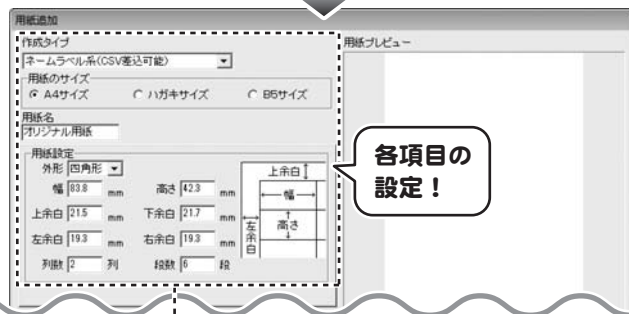 用紙追加
作成タイプ
ネームラベル系(CSV差込可能)
用紙のサイズ
A4サイズ ハガキサイズ B5サイズ
用紙名
オリジナル用紙
用紙設定
外形 四角形
幅 83.8 mm 高さ 42.3 mm
上余白 21.5 mm 下余白 21.7 mm
左余白 19.3 mm 右余白 19.3 mm
列数 2 列 段数 6 段
上余白
幅
高さ
左余白
用紙プレビュー
各項目の
設定！